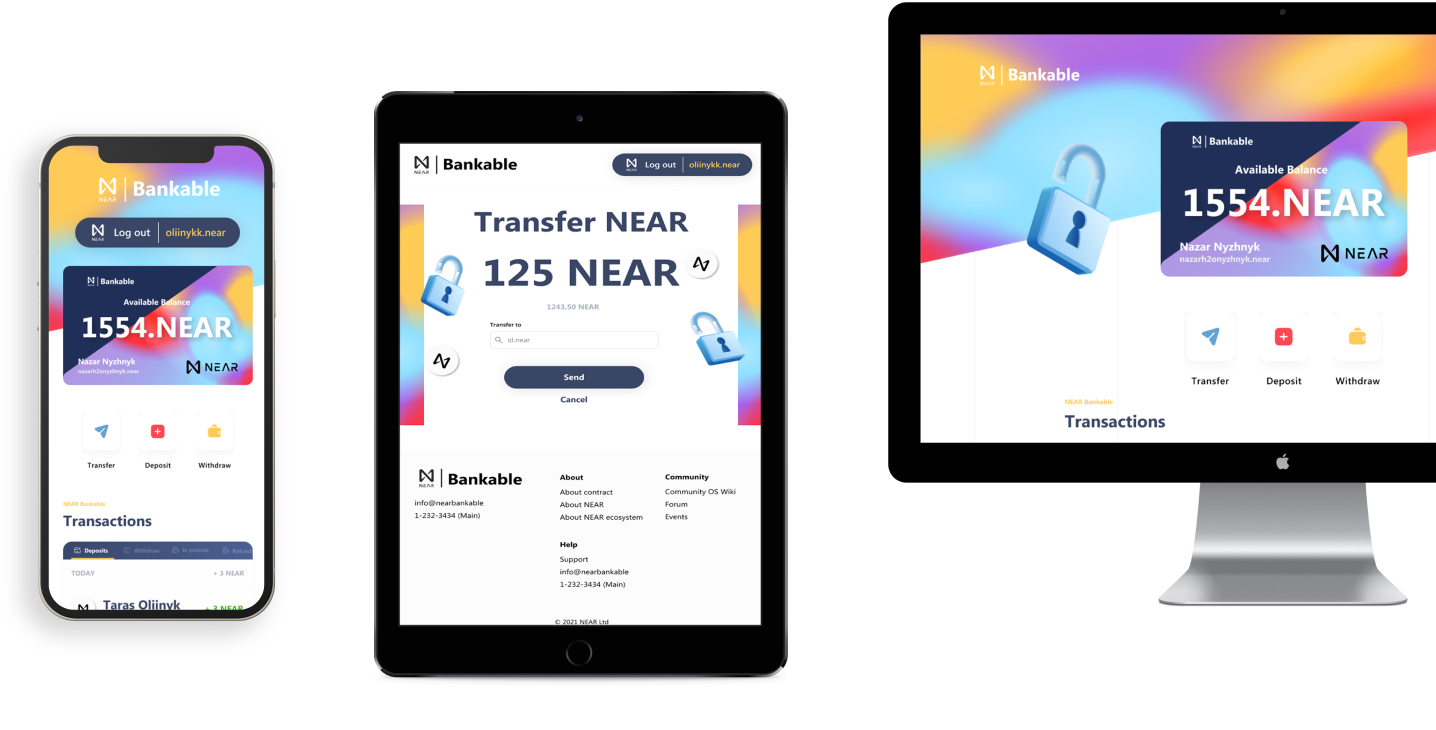 NEAR
Bankable
NEAR
Log out
oliinykk.near
Bankable
Available Balance
1554.NEAR
Nazar Nyzhnyk
nazarh2onyzhnyk.near
NEAR
Transfer
Deposit
Withdraw
NEAR Bankable
Transactions
Deposits
Withdraw
In process
TODAY
+ 3 NEAR
Taras Oliinyk
+ 3 NEAR
NEAR
Bankable
NEAR
Log out
oliinykk.near
Transfer NEAR
125 NEAR
1243.50 NEAR
Transfer to
id.near
Send
Cancel
NEAR
Bankable
info@nearbankable
1-232-3434 (Main)
About
About contract
About NEAR
About NEAR ecosystem
Community
Community OS Wiki
Forum
Events
Help
Support
info@nearbankable
1-232-3434 (Main)
© 2021 NEAR Ltd
NEAR
Bankable
NEAR
Bankable
Available Balance
1554.NEAR
Nazar Nyzhnyk
nazarh2onyzhnyk.near
NEAR
Transfer
Deposit
Withdraw
NEAR Bankable
Transactions